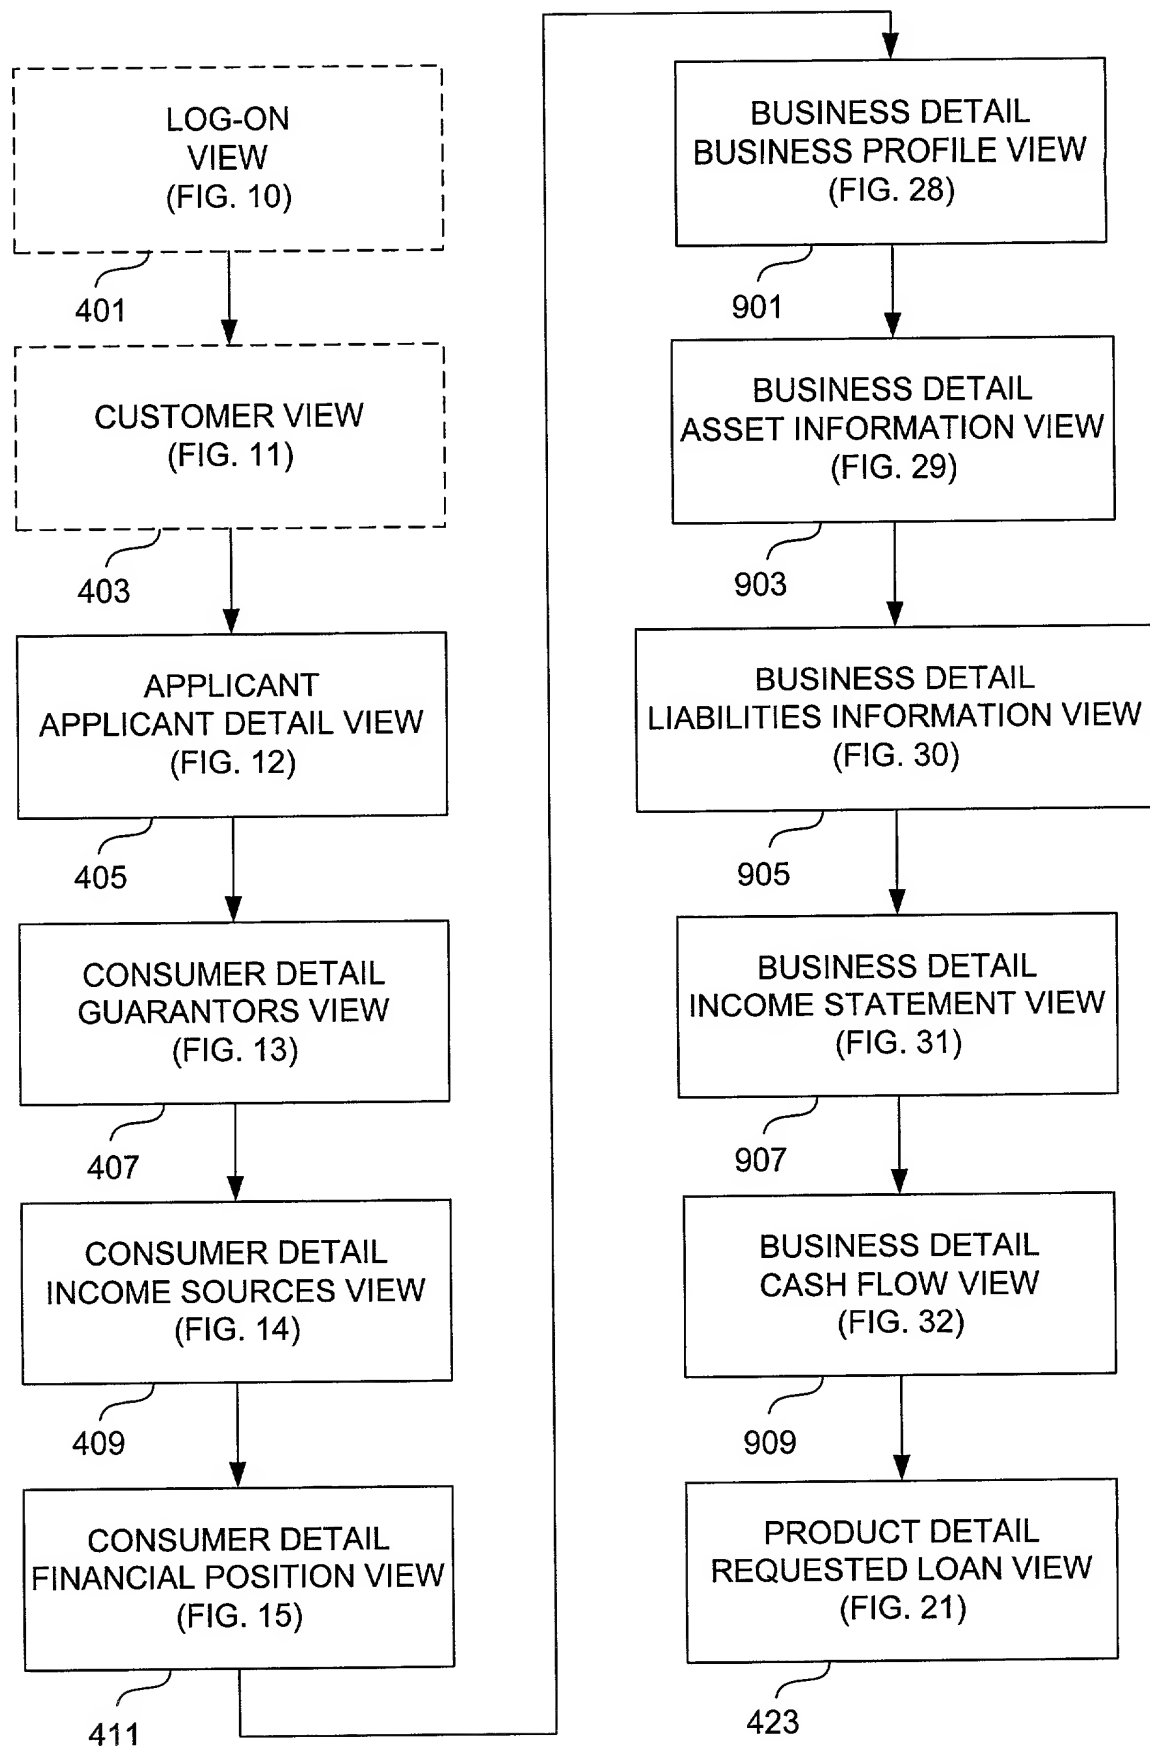 LOG-ON
VIEW
(FIG. 10)
401
CUSTOMER VIEW
(FIG. 11)
403
APPLICANT
APPLICANT DETAIL VIEW
(FIG. 12)
405
CONSUMER DETAIL
GUARANTORS VIEW
(FIG. 13)
407
CONSUMER DETAIL
INCOME SOURCES VIEW
(FIG. 14)
409
CONSUMER DETAIL
FINANCIAL POSITION VIEW
(FIG. 15)
411
BUSINESS DETAIL
BUSINESS PROFILE VIEW
(FIG. 28)
901
BUSINESS DETAIL
ASSET INFORMATION VIEW
(FIG. 29)
903
BUSINESS DETAIL
LIABILITIES INFORMATION VIEW
(FIG. 30)
905
BUSINESS DETAIL
INCOME STATEMENT VIEW
(FIG. 31)
907
BUSINESS DETAIL
CASH FLOW VIEW
(FIG. 32)
909
PRODUCT DETAIL
REQUESTED LOAN VIEW
(FIG. 21)
423